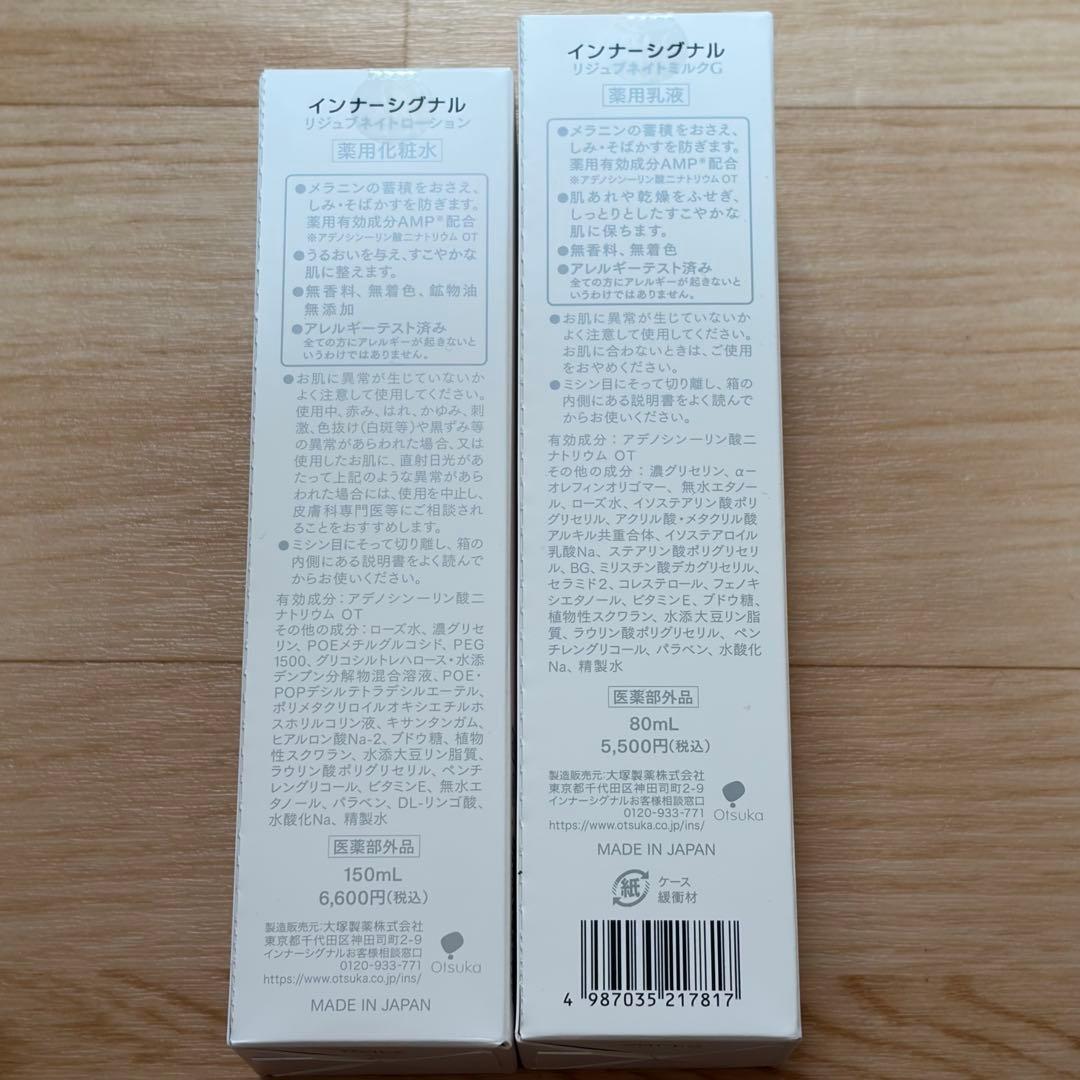 インナーシグナル
リジュブネイトローション
薬用化粧水
●メラニンの蓄積をおさえ、
しみ・そばかすを防ぎます。
薬用有効成分AMP※配合
※アデノシン一リン酸二ナトリウム OT
●うるおいを与え、すこやかな
肌に整えます。
●無香料、無着色、鉱物油
無添加
●アレルギーテスト済み
全ての方にアレルギーが起きないと
いうわけではありません。
●お肌に異常が生じていないか
よく注意して使用してください。
使用中、赤み、はれ、かゆみ、刺
激、色抜け(白斑等)や黒ずみ等
の異常があらわれた場合、又は
使用したお肌に、直射日光があ
たって上記のような異常があら
われた場合には、使用を中止し、
皮膚科専門医等にご相談され
ることをおすすめします。
●ミシン目にそって切り離し、箱の
内側にある説明書をよく読んで
からお使いください。
有効成分：アデノシン一リン酸二
ナトリウム OT
その他の成分：ローズ水、濃グリセ
リン、POEメチルグルコシド、PEG
1500、グリコシルトレハロース・水添
デンプン分解物混合溶液、POE・
POPデシルテトラデシルエーテル、
ポリメタクリロイルオキシエチルホ
スホリルコリン液、キサンタンガム、
ヒアルロン酸Na-2、ブドウ糖、植物
性スクワラン、水添大豆リン脂質、
ラウリン酸ポリグリセリル、ペンチ
レングリコール、ビタミンE、無水エ
タノール、パラベン、DL-リンゴ酸、
水酸化Na、精製水
医薬部外品
150mL
6,600円(税込)
製造販売元：大塚製薬株式会社
東京都千代田区神田司町2-9
インナーシグナルお客様相談窓口
0120-933-771
https://www.otsuka.co.jp/ins/
Otsuka
MADE IN JAPAN
インナーシグナル
リジュブネイトミルクG
薬用乳液
●メラニンの蓄積をおさえ、
しみ・そばかすを防ぎます。
薬用有効成分AMP※配合
※アデノシン一リン酸二ナトリウム OT
●肌あれや乾燥をふせぎ、
しっとりとしたすこやかな
肌に保ちます。
●無香料、無着色
●アレルギーテスト済み
全ての方にアレルギーが起きないと
いうわけではありません。
●お肌に異常が生じていないか
よく注意して使用してください。
お肌に合わないときは、ご使用
をおやめください。
●ミシン目にそって切り離し、箱の
内側にある説明書をよく読んで
からお使いください。
有効成分：アデノシン一リン酸二
ナトリウム OT
その他の成分：濃グリセリン、α-
オレフィンオリゴマー、無水エタノー
ル、ローズ水、イソステアリン酸ポリ
グリセリル、アクリル酸・メタクリル酸
アルキル共重合体、イソステアロイル
乳酸Na、ステアリン酸ポリグリセリ
ル、BG、ミリスチン酸デカグリセリル、
セラミド2、コレステロール、フェノキ
シエタノール、ビタミンE、ブドウ糖、
植物性スクワラン、水添大豆リン脂
質、ラウリン酸ポリグリセリル、ペン
チレングリコール、パラベン、水酸化
Na、精製水
医薬部外品
80mL
5,500円(税込)
製造販売元：大塚製薬株式会社
東京都千代田区神田司町2-9
インナーシグナルお客様相談窓口
0120-933-771
https://www.otsuka.co.jp/ins/
Otsuka
MADE IN JAPAN
紙
ケース
緩衝材
4 987035 217817